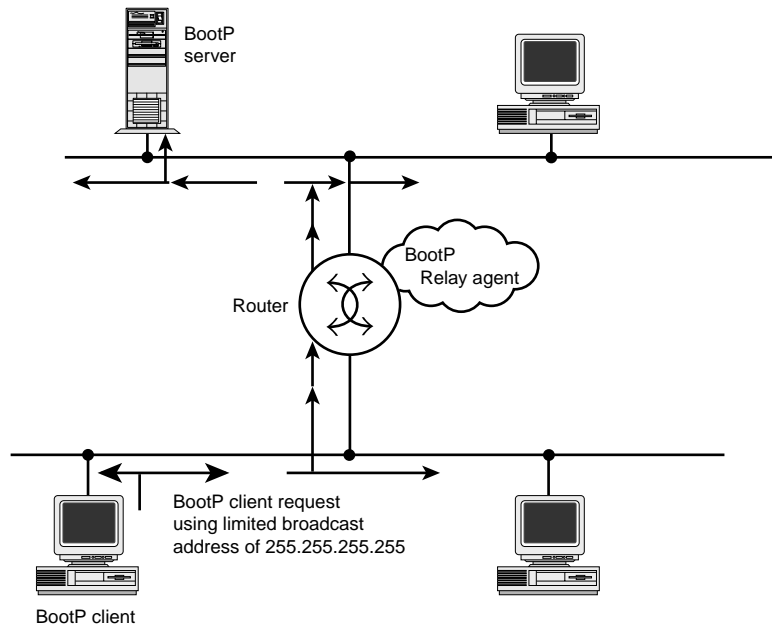 BootP
server
BootP
Relay agent
Router
BootP client request
using limited broadcast
address of 255.255.255.255
BootP client